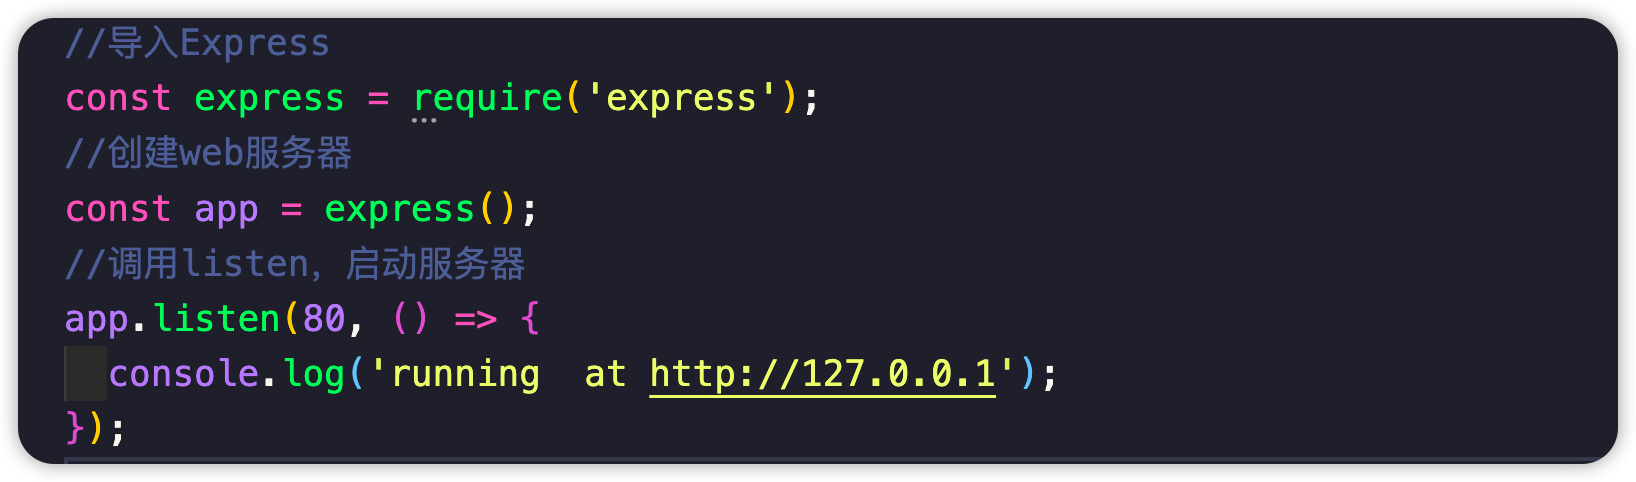 //导入Express
const express = require('express');
//创建web服务器
const app = express();
//调用listen，启动服务器
app.listen(80, () => {
  console.log('running  at http://127.0.0.1');
});